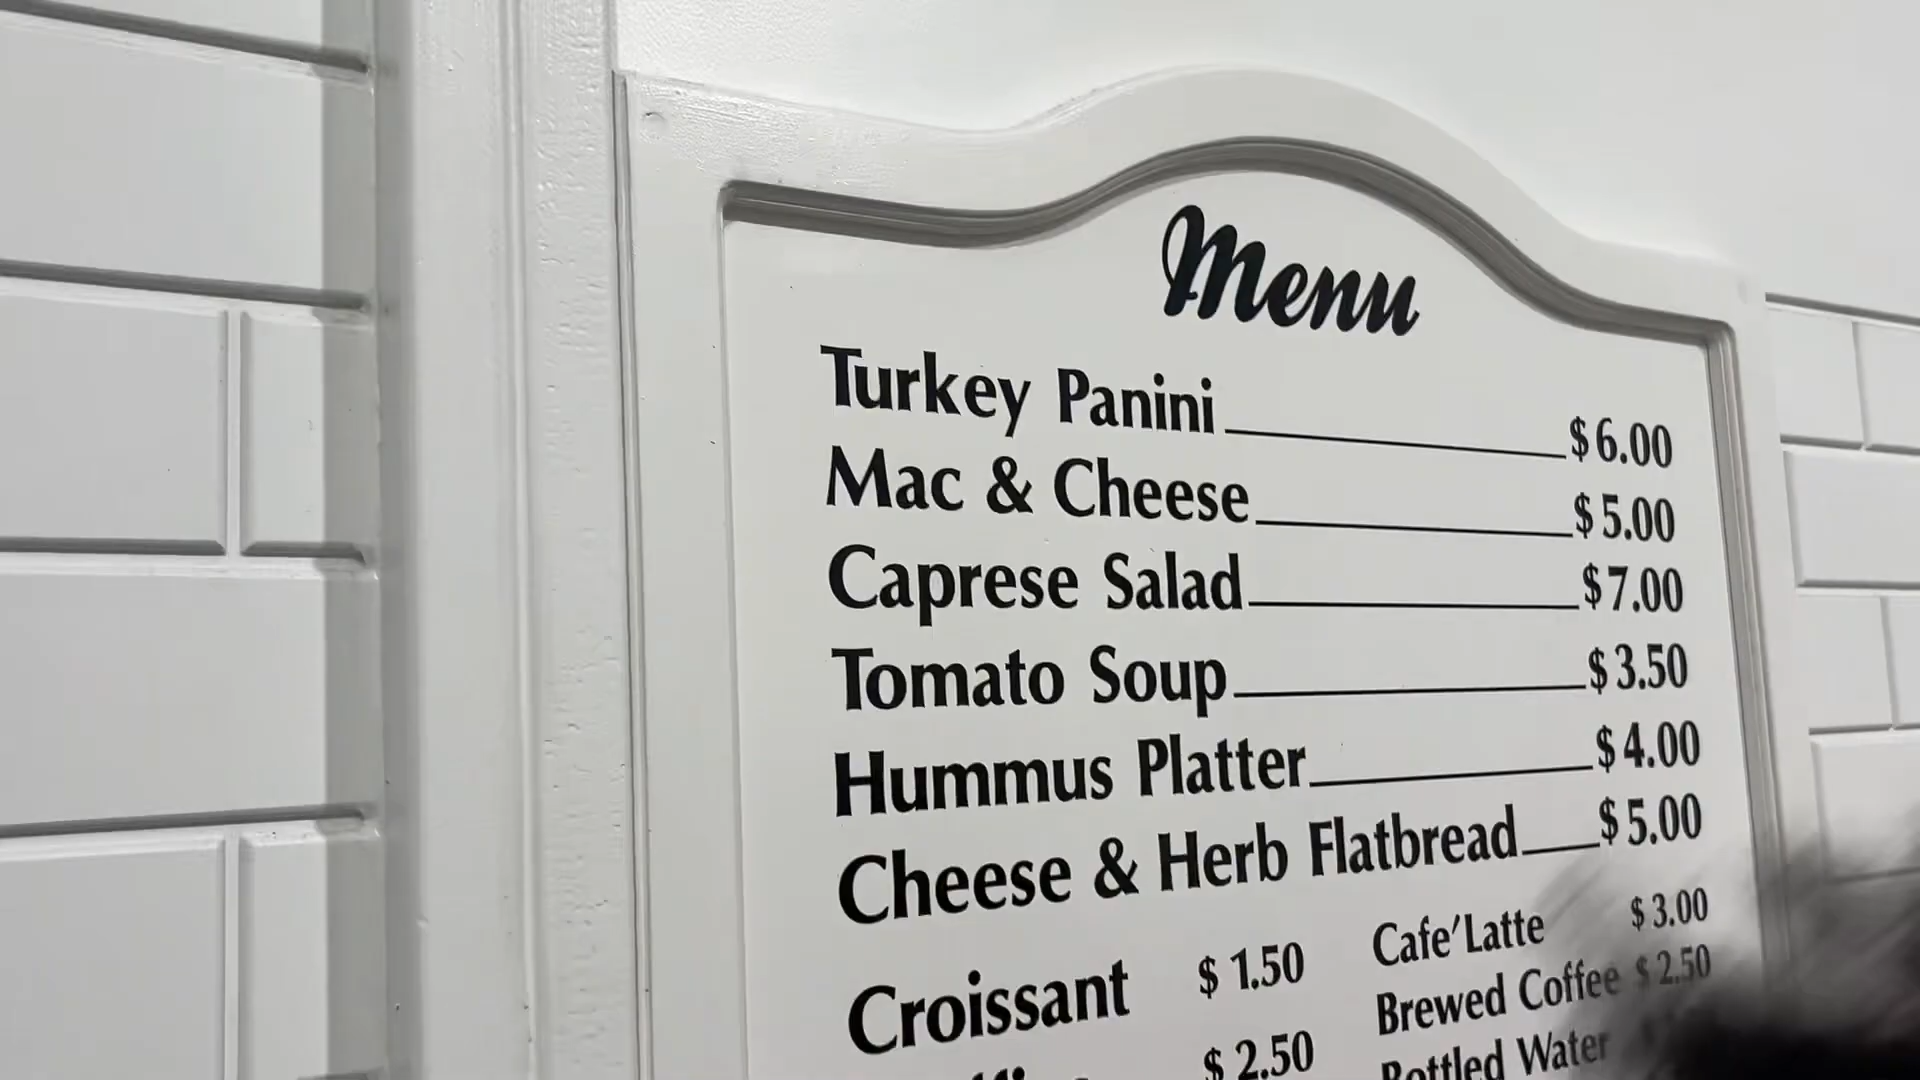 Menu
Turkey Panini $6.00
Mac & Cheese $5.00
Caprese Salad $7.00
Tomato Soup $3.50
Hummus Platter $4.00
Cheese & Herb Flatbread $5.00
Croissant $1.50
$2.50
Cafe'Latte $3.00
Brewed Coffee $2.50
Bottled Water